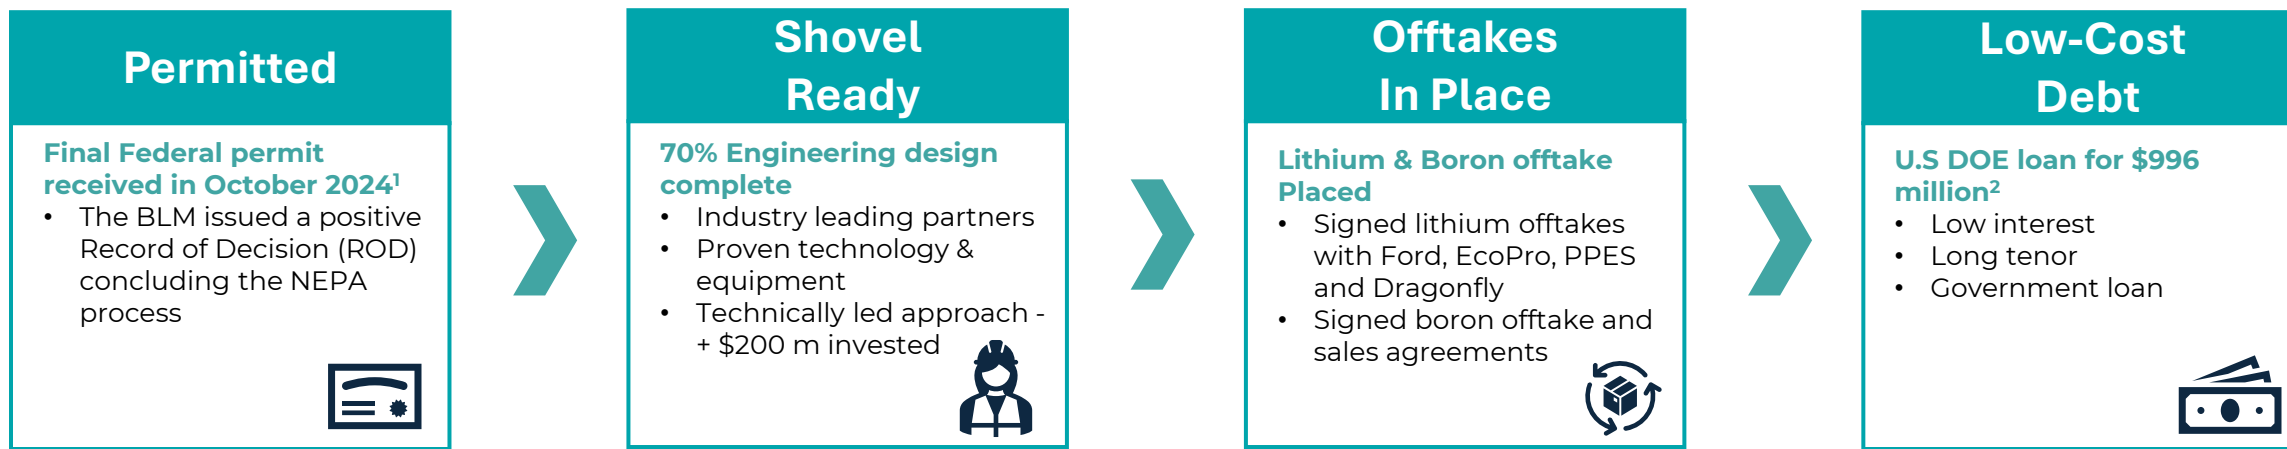 Permitted
Final Federal permit
received in October 2024¹
• The BLM issued a positive
Record of Decision (ROD)
concluding the NEPA
process
Shovel
Ready
70% Engineering design
complete
• Industry leading partners
• Proven technology &
equipment
• Technically led approach -
+ $200 m invested
Offtakes
In Place
Lithium & Boron offtake
Placed
• Signed lithium offtakes
with Ford, EcoPro, PPES
and Dragonfly
• Signed boron offtake and
sales agreements
Low-Cost
Debt
U.S DOE loan for $996
million²
• Low interest
• Long tenor
• Government loan